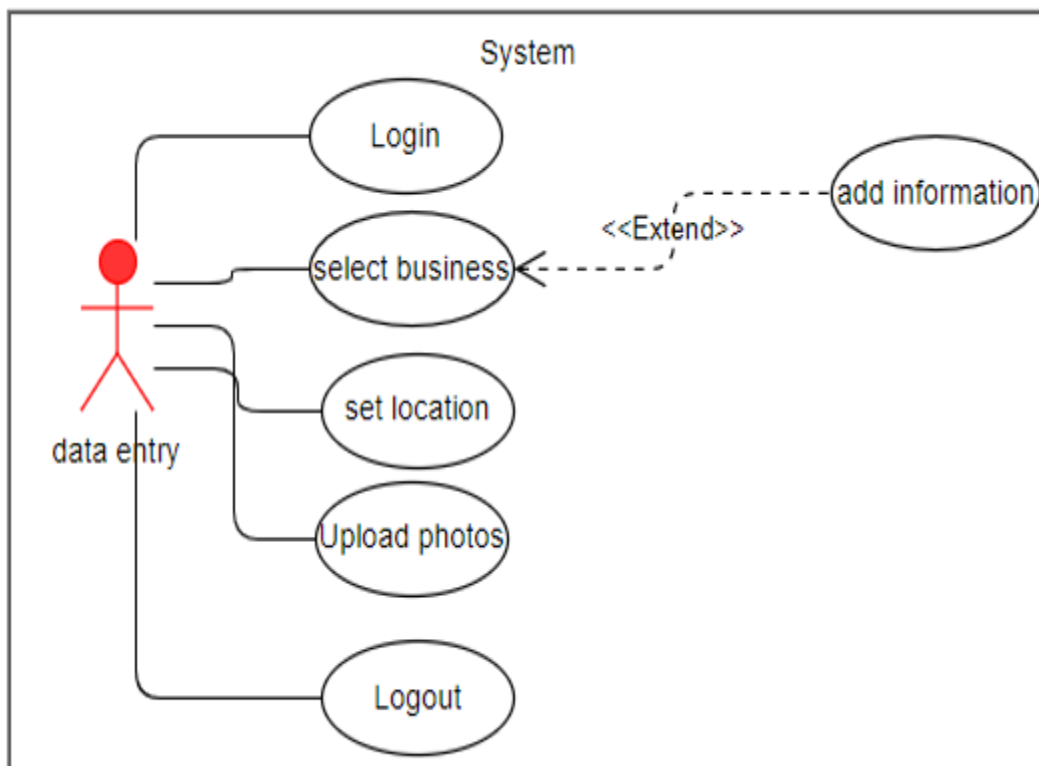 System
Login
add information
<<Extend>>
select business
set location
data entry
Upload photos
Logout